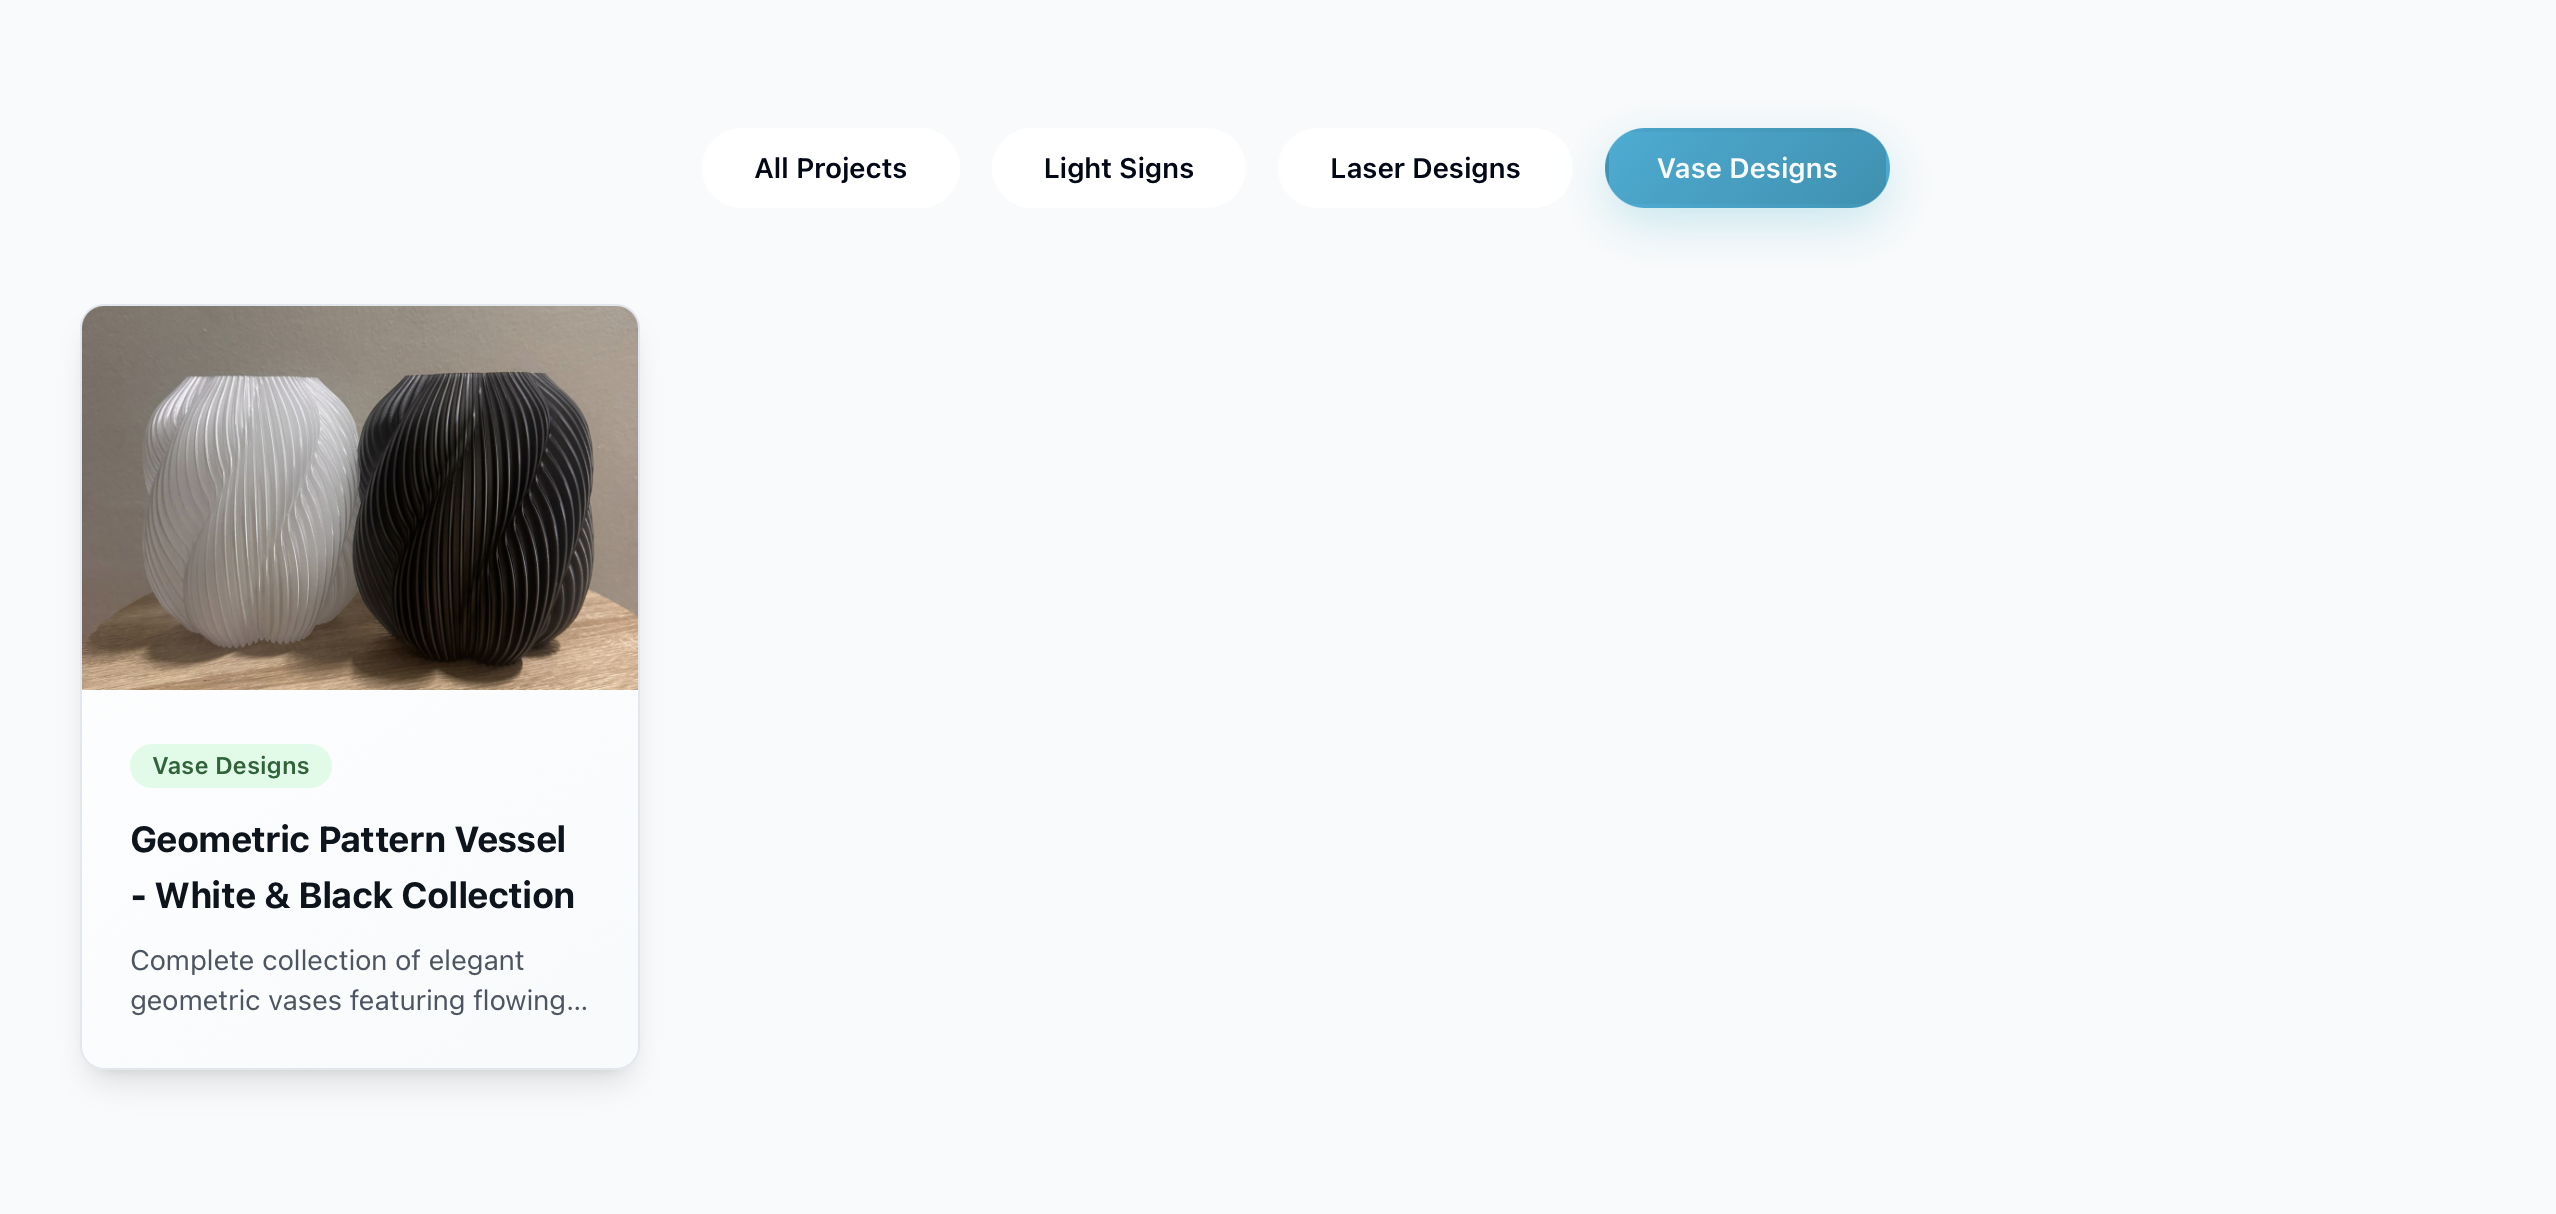 All Projects
Light Signs
Laser Designs
Vase Designs
Vase Designs
Geometric Pattern Vessel
- White & Black Collection
Complete collection of elegant
geometric vases featuring flowing...